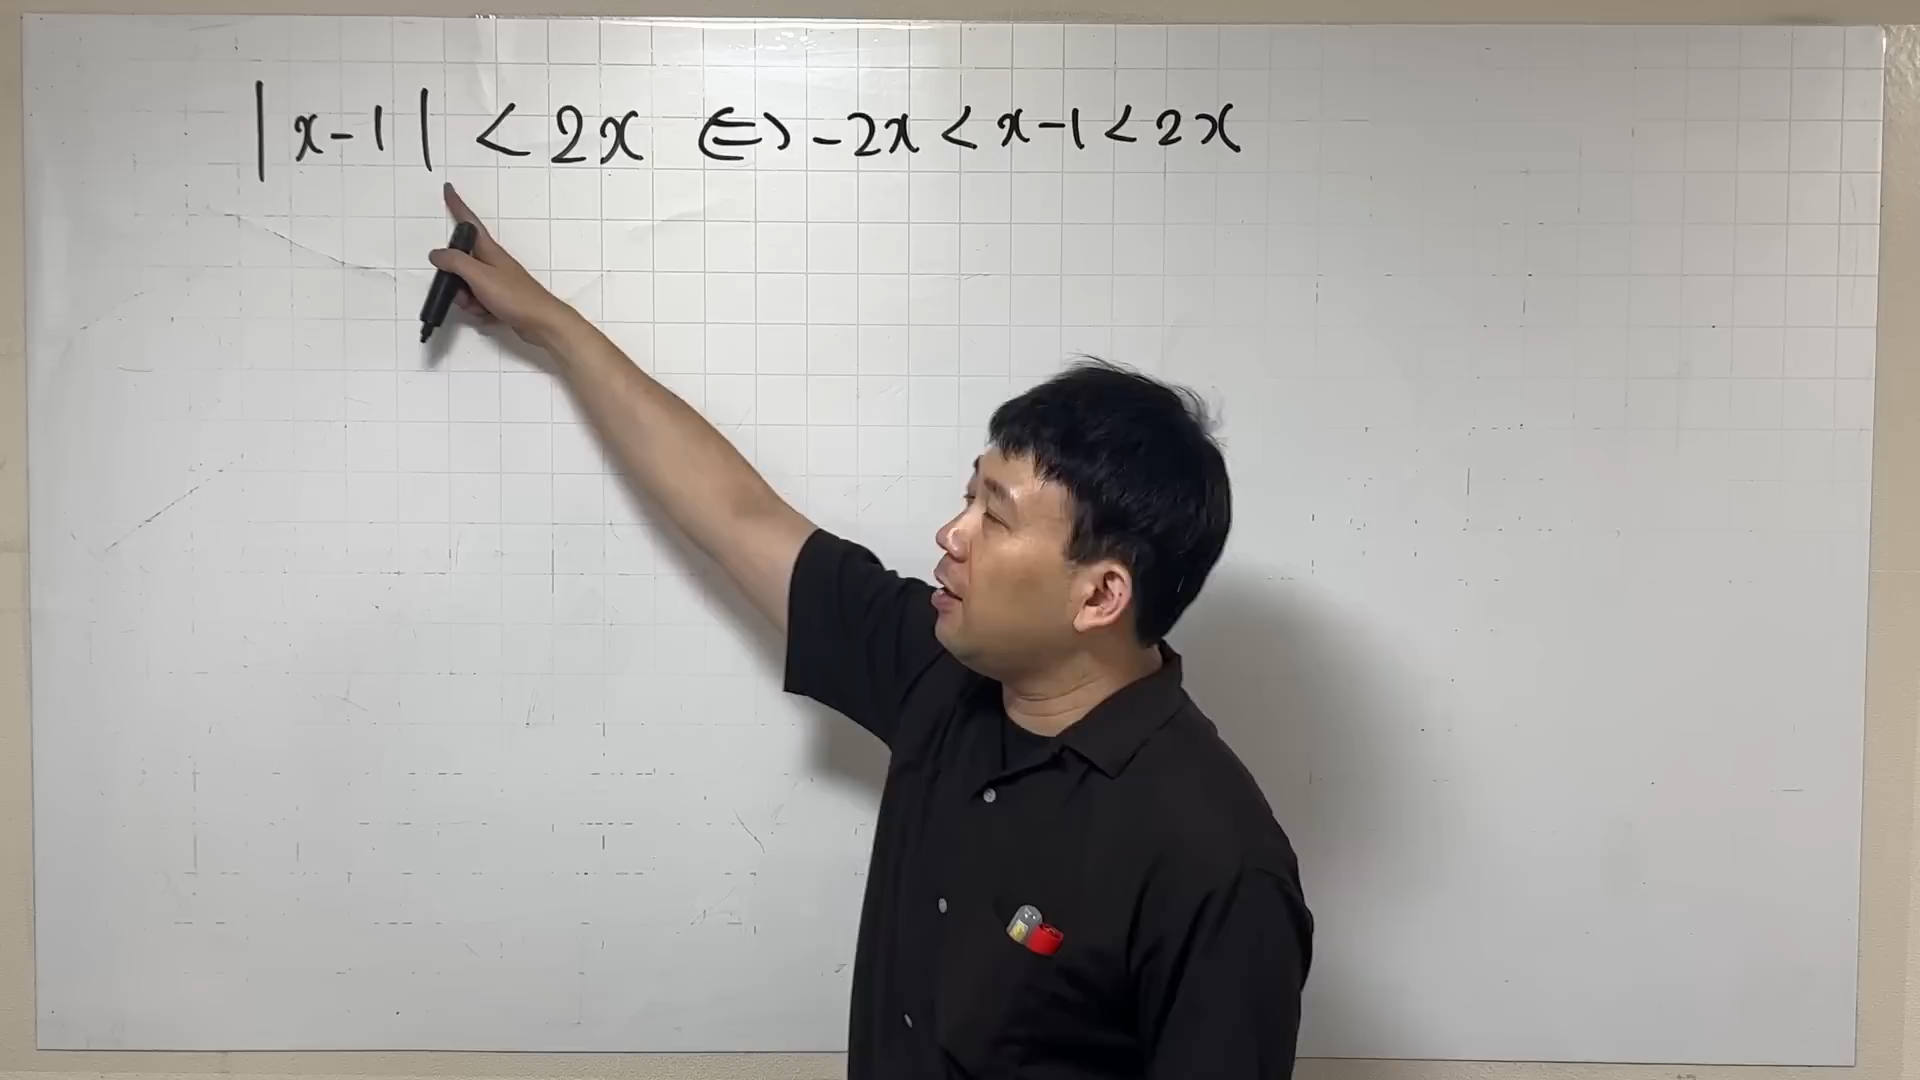 |x-1| < 2x ⇔ -2x < x-1 < 2x